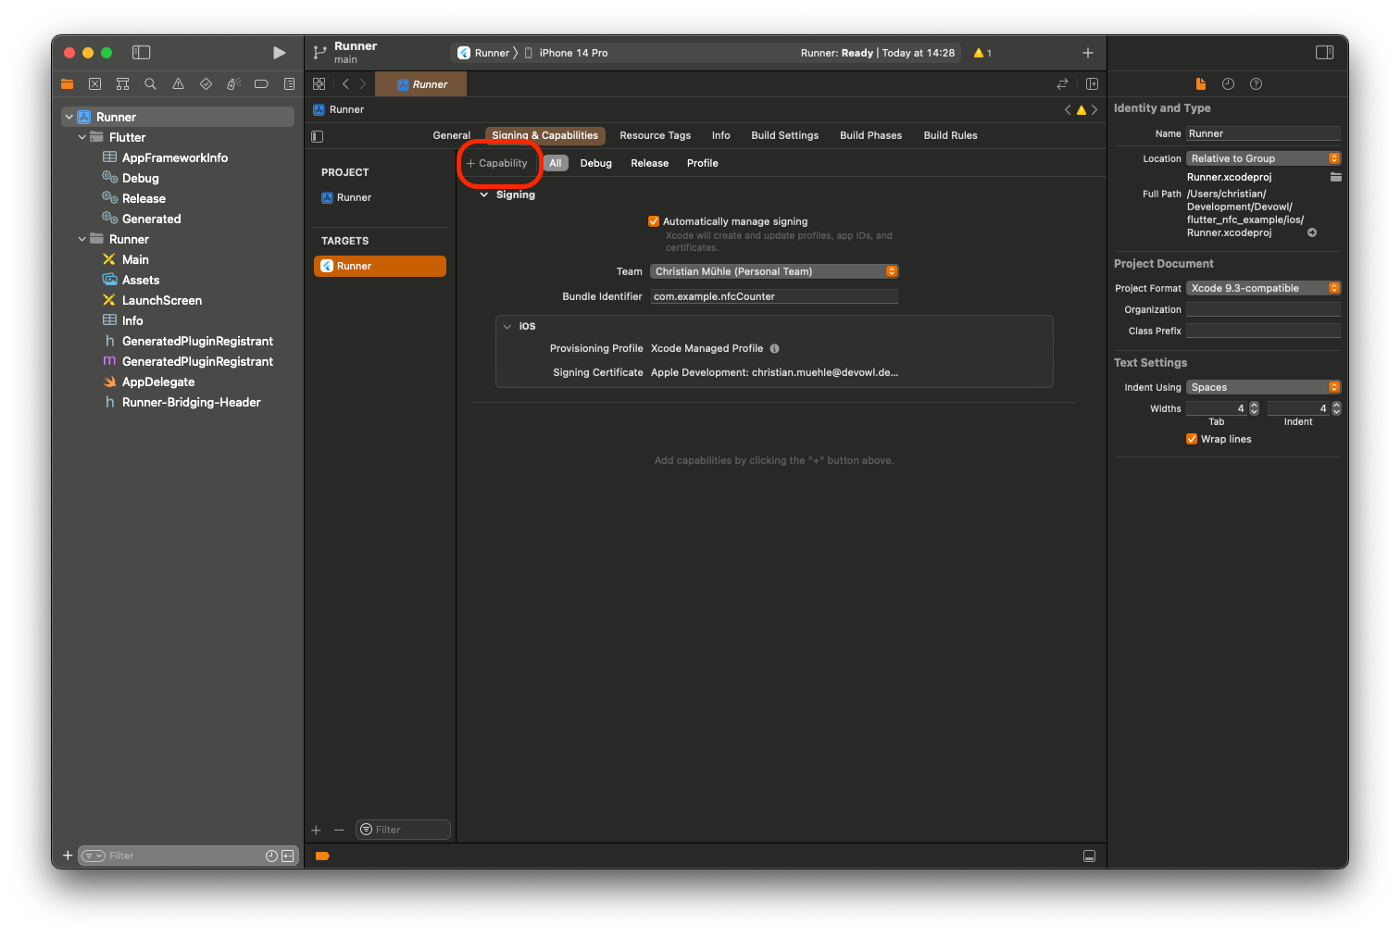 Runner
main
Runner
iPhone 14 Pro
Runner: Ready | Today at 14:28
1
Runner
Runner
Flutter
AppFrameworkInfo
Debug
Release
Generated
Runner
Main
Assets
LaunchScreen
Info
h GeneratedPluginRegistrant
m GeneratedPluginRegistrant
AppDelegate
h Runner-Bridging-Header
Filter
Runner
General
Signing & Capabilities
Resource Tags
Info
Build Settings
Build Phases
Build Rules
PROJECT
Runner
TARGETS
Runner
Filter
+ Capability
All
Debug
Release
Profile
Signing
Automatically manage signing
Xcode will create and update profiles, app IDs, and
certificates.
Team Christian Mühle (Personal Team)
Bundle Identifier com.example.nfcCounter
iOS
Provisioning Profile Xcode Managed Profile
Signing Certificate Apple Development: christian.muehle@devowl.de...
Add capabilities by clicking the "+" button above.
Identity and Type
Name Runner
Location Relative to Group
Runner.xcodeproj
Full Path /Users/christian/
Development/Devowl/
flutter_nfc_example/ios/
Runner.xcodeproj
Project Document
Project Format Xcode 9.3-compatible
Organization
Class Prefix
Text Settings
Indent Using Spaces
Widths 4 4
Tab Indent
Wrap lines